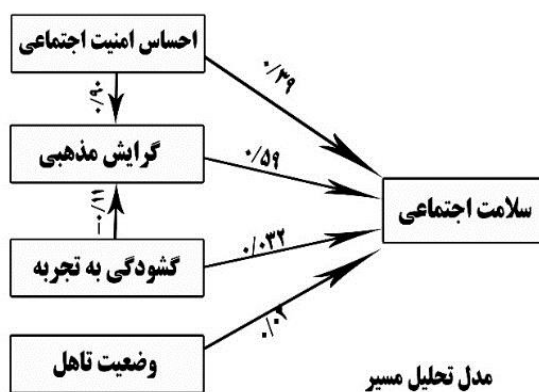 احساس امنیت اجتماعی
۰/۳۹
۰/۹۰
گرایش مذهبی
۰/۵۹
سلامت اجتماعی
-۰/۱۱
گشودگی به تجربه
۰/۰۳۲
وضعیت تاهل
مدل تحلیل مسیر